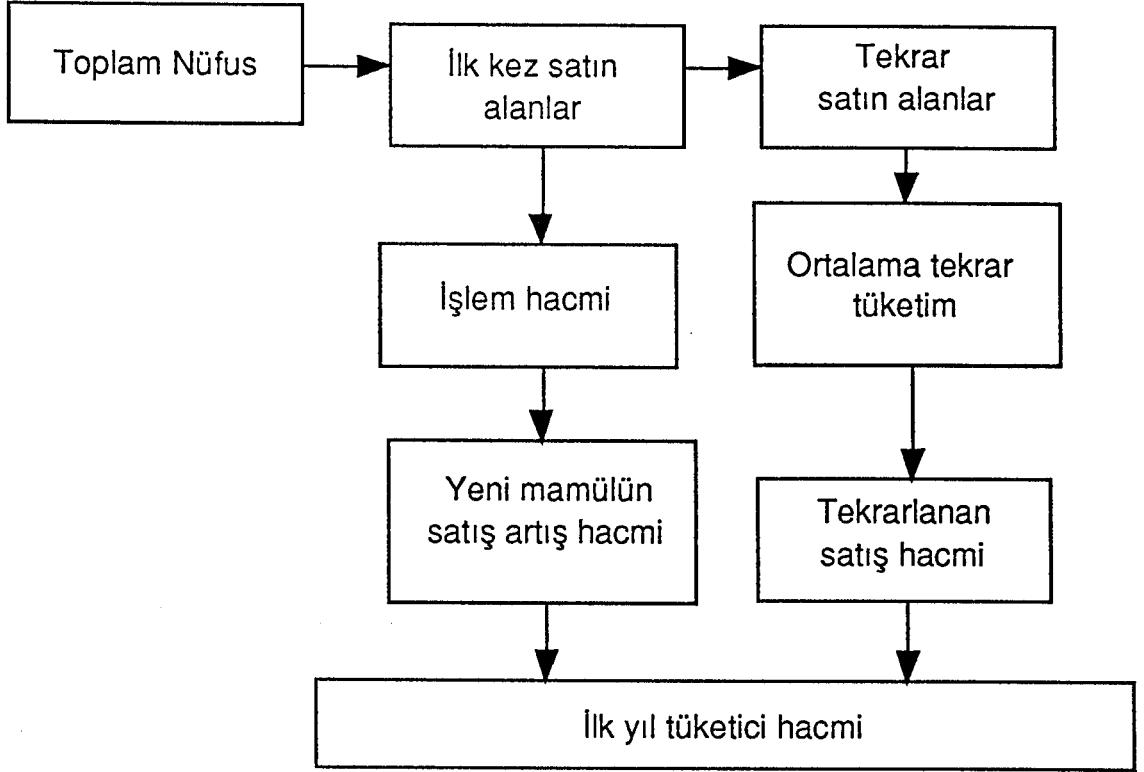 Toplam Nüfus
İlk kez satın
alanlar
Tekrar
satın alanlar
İşlem hacmi
Ortalama tekrar
tüketim
Yeni mamülün
satış artış hacmi
Tekrarlanan
satış hacmi
İlk yıl tüketici hacmi